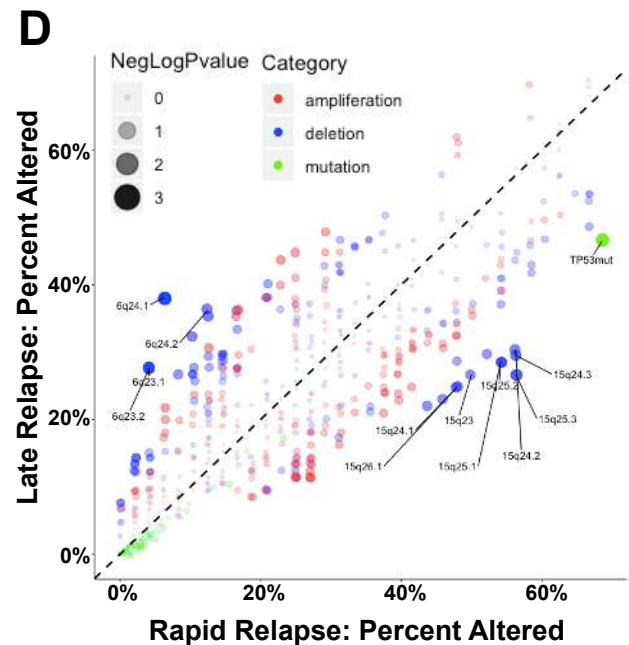 D
NegLogPvalue
0
1
2
3
Category
ampliferation
deletion
mutation
Late Relapse: Percent Altered
60%
40%
20%
0%
TP53mut
6q24.1
6q24.2
6q23.1
6q23.2
15q24.3
15q25.2
15q25.3
15q23
15q24.1
15q24.2
15q26.1
15q25.1
0%
20%
40%
60%
Rapid Relapse: Percent Altered